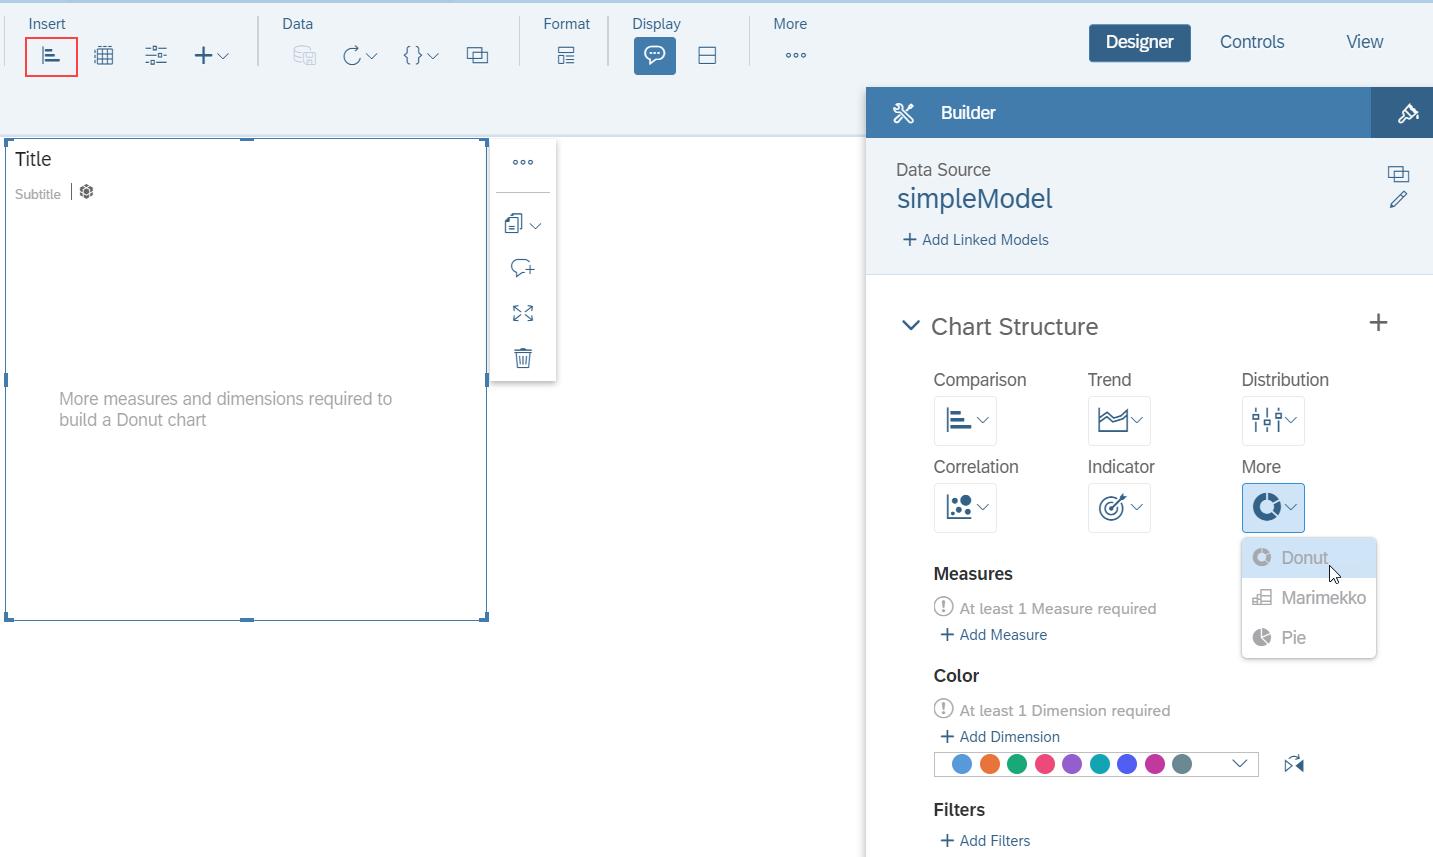 Insert
Data
Format
Display
More
Designer
Controls
View
Builder
Title
Subtitle
More measures and dimensions required to
build a Donut chart
Data Source
simpleModel
Add Linked Models
Chart Structure
Comparison
Trend
Distribution
Correlation
Indicator
More
Donut
Marimekko
Pie
Measures
At least 1 Measure required
Add Measure
Color
At least 1 Dimension required
Add Dimension
Filters
Add Filters